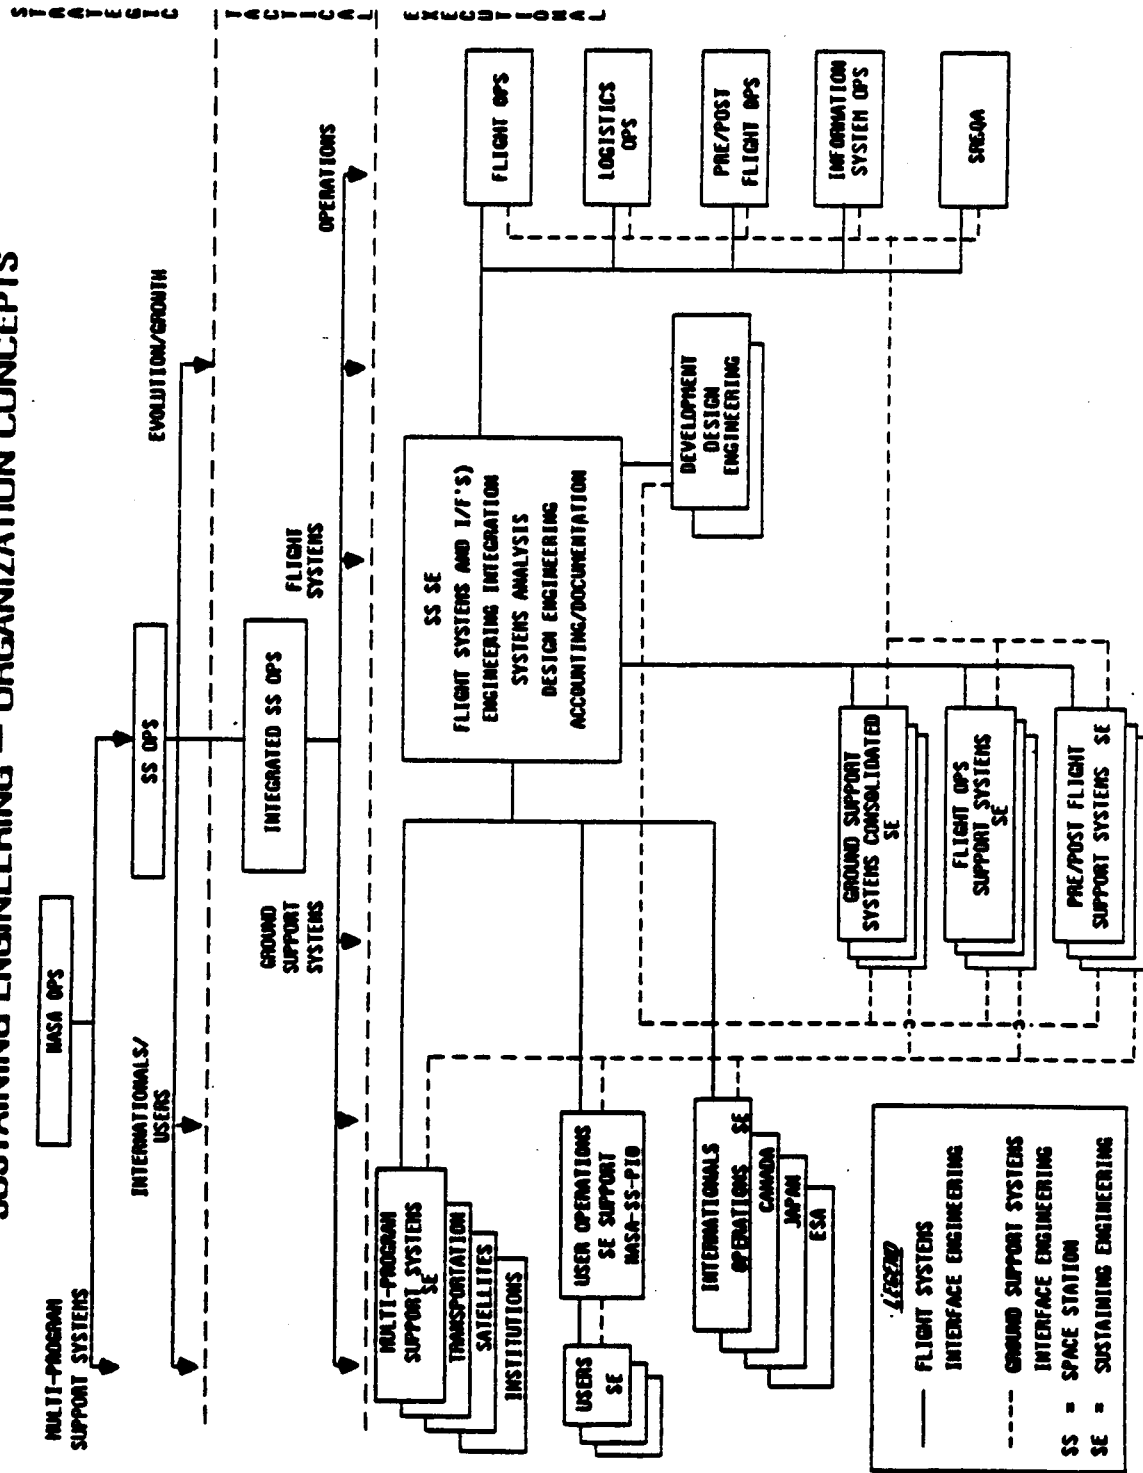 SUSTAINING ENGINEERING - ORGANIZATION CONCEPTS
STRATEGIC
NASA OPS
MULTI-PROGRAM
SUPPORT SYSTEMS
SS OPS
INTERNATIONALS/
USERS
EVOLUTION/GROWTH
TACTICAL
INTEGRATED SS OPS
GROUND
SUPPORT
SYSTEMS
FLIGHT
SYSTEMS
OPERATIONS
EXECUTIONAL
MULTI-PROGRAM
SUPPORT SYSTEMS
SE
TRANSPORTATION
SATELLITES
INSTITUTIONS
SS SE
FLIGHT SYSTEMS AND I/F'S)
ENGINEERING INTEGRATION
SYSTEMS ANALYSIS
DESIGN ENGINEERING
ACCOUNTING/DOCUMENTATION
FLIGHT OPS
LOGISTICS
OPS
PRE/POST
FLIGHT OPS
INFORMATION
SYSTEM OPS
SREQA
USERS
SE
USER OPERATIONS
SE SUPPORT
NASA-SS-PIO
DEVELOPMENT
DESIGN
ENGINEERING
INTERNATIONALS
OPERATIONS SE
CANADA
JAPAN
ESA
GROUND SUPPORT
SYSTEMS CONSOLIDATED
SE
FLIGHT OPS
SUPPORT SYSTEMS
SE
PRE/POST FLIGHT
SUPPORT SYSTEMS SE
LEGEND
FLIGHT SYSTEMS
INTERFACE ENGINEERING
GROUND SUPPORT SYSTEMS
INTERFACE ENGINEERING
SS = SPACE STATION
SE = SUSTAINING ENGINEERING